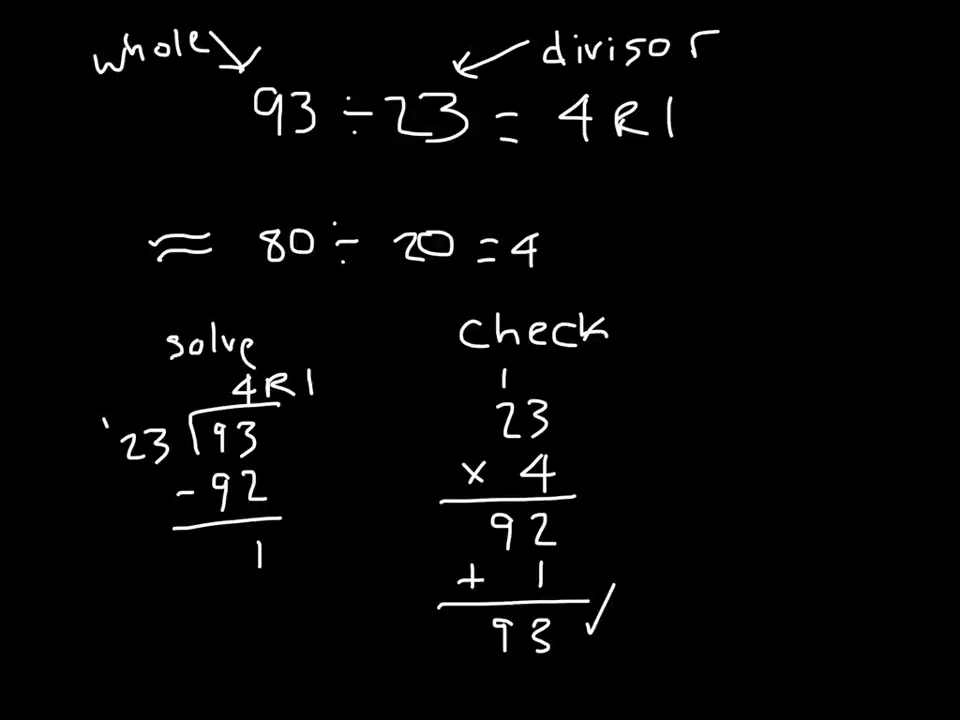 whole divisor
93 ÷ 23 = 4 R 1
≈ 80 ÷ 20 = 4
solve
4 R 1
23 93
- 92
1
check
1
23
x 4
92
+ 1
93 ✓